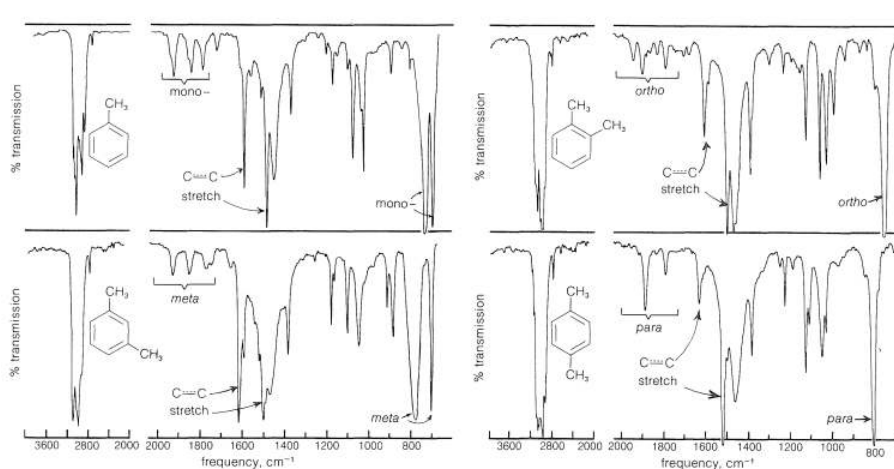 % transmission
CH₃
mono–
C┈C
stretch
mono–
% transmission
CH₃
CH₃
ortho
C┈C
stretch
ortho
% transmission
CH₃
CH₃
meta
C┈C
stretch
meta
3600 2800 2000
2000 1800 1600 1400 1200 1000 800
frequency, cm⁻¹
% transmission
CH₃
CH₃
para
C┈C
stretch
para
3600 2800 2000
2000 1800 1600 1400 1200 1000 800
frequency, cm⁻¹